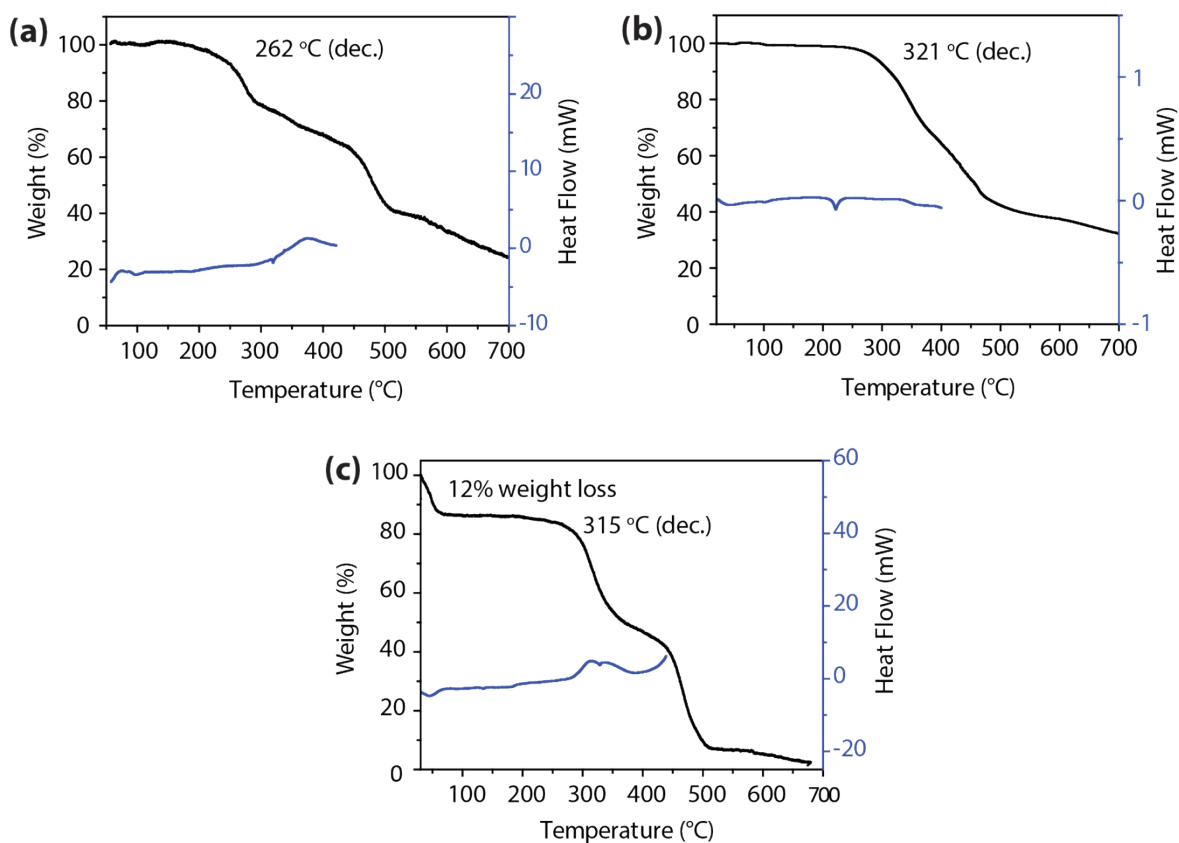 (a)
262 °C (dec.)
Weight (%)
100
80
60
40
20
0
100 200 300 400 500 600 700
Temperature (°C)
20
10
0
-10
Heat Flow (mW)
(b)
321 °C (dec.)
Weight (%)
100
80
60
40
20
0
100 200 300 400 500 600 700
Temperature (°C)
1
0
-1
Heat Flow (mW)
(c)
12% weight loss
315 °C (dec.)
Weight (%)
100
80
60
40
20
0
100 200 300 400 500 600 700
Temperature (°C)
60
40
20
0
-20
Heat Flow (mW)